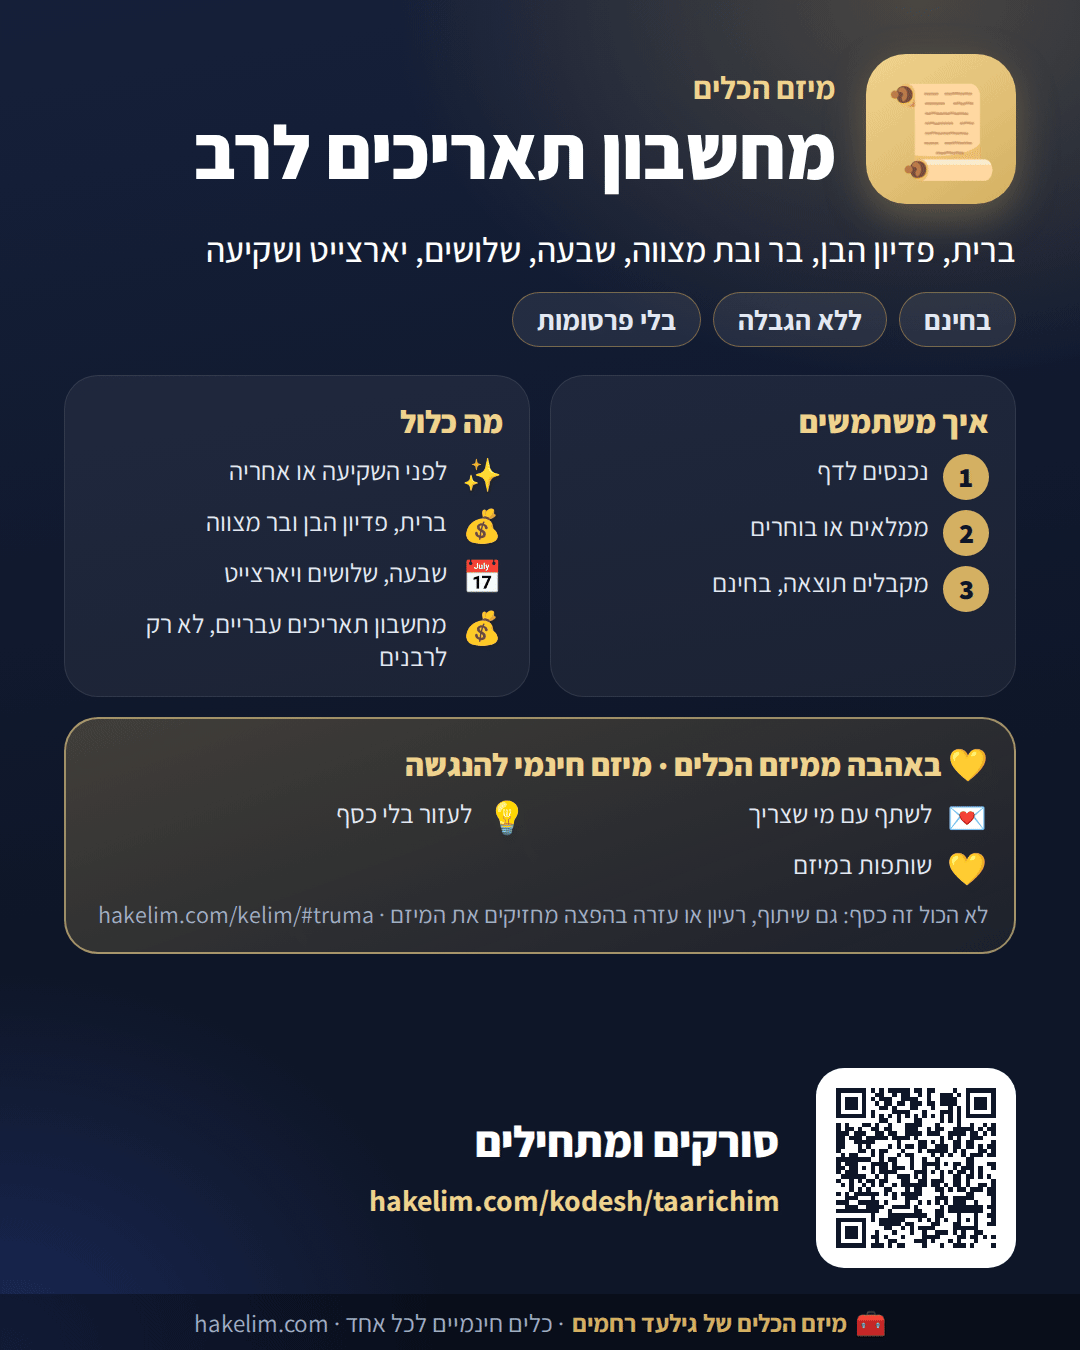 מיזם הכלים
מחשבון תאריכים לרב
ברית, פדיון הבן, בר ובת מצווה, שבעה, שלושים, יארצייט ושקיעה
בחינם
ללא הגבלה
בלי פרסומות
איך משתמשים
1 נכנסים לדף
2 ממלאים או בוחרים
3 מקבלים תוצאה, בחינם
מה כלול
לפני השקיעה או אחריה
ברית, פדיון הבן ובר מצווה
July 17 שבעה, שלושים ויארצייט
מחשבון תאריכים עבריים, לא רק
לרבנים
באהבה ממיזם הכלים · מיזם חינמי להנגשה
לשתף עם מי שצריך
לעזור בלי כסף
שותפות במיזם
לא הכול זה כסף: גם שיתוף, רעיון או עזרה בהפצה מחזיקים את המיזם · hakelim.com/kelim/#truma
סורקים ומתחילים
hakelim.com/kodesh/taarichim
מיזם הכלים של גילעד רחמים · כלים חינמיים לכל אחד · hakelim.com